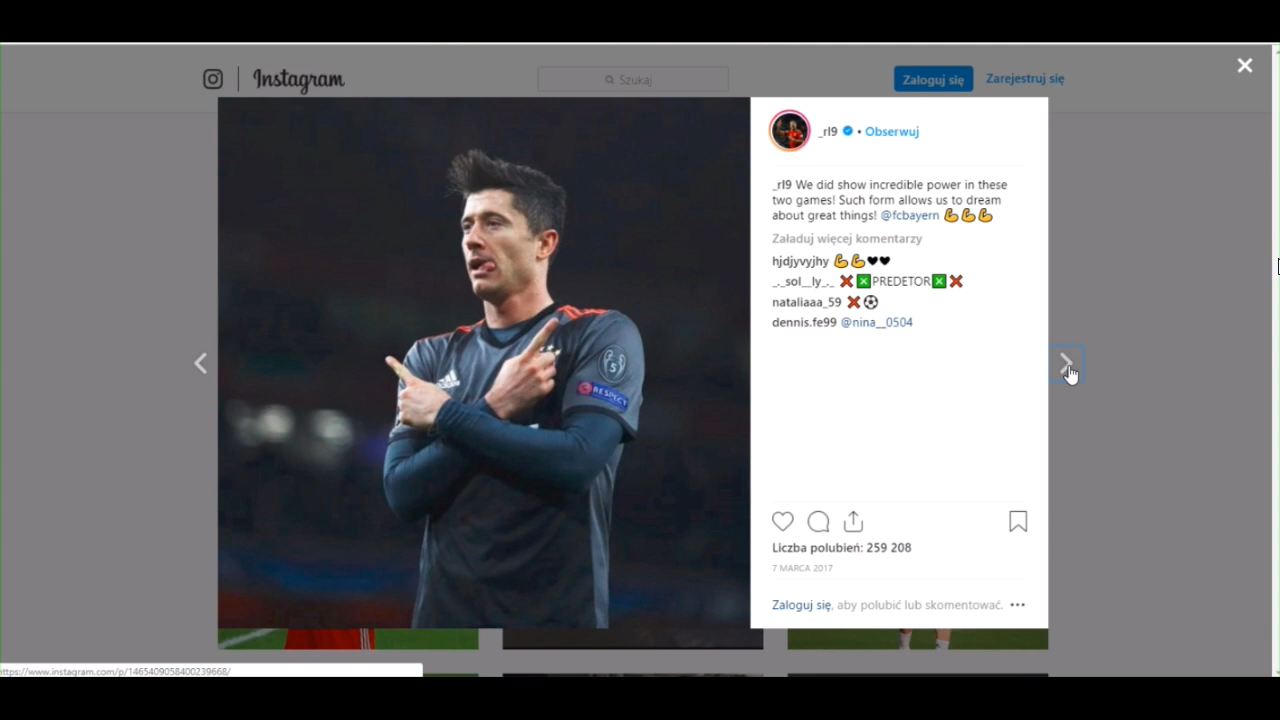 Instagram
Szukaj
Zaloguj się
Zarejestruj się
_rl9 • Obserwuj
_rl9 We did show incredible power in these
two games! Such form allows us to dream
about great things! @fcbayern 💪💪💪
Załaduj więcej komentarzy
hjdjyvyjhy 💪💪🖤🖤
_._sol__ly_._ ❌❎PREDETOR❎❌
nataliaaa_59 ❌⚽
dennis.fe99 @nina__0504
5
RESPECT
Liczba polubień: 259 208
7 MARCA 2017
Zaloguj się, aby polubić lub skomentować.
https://www.instagram.com/p/1465409058400239668/